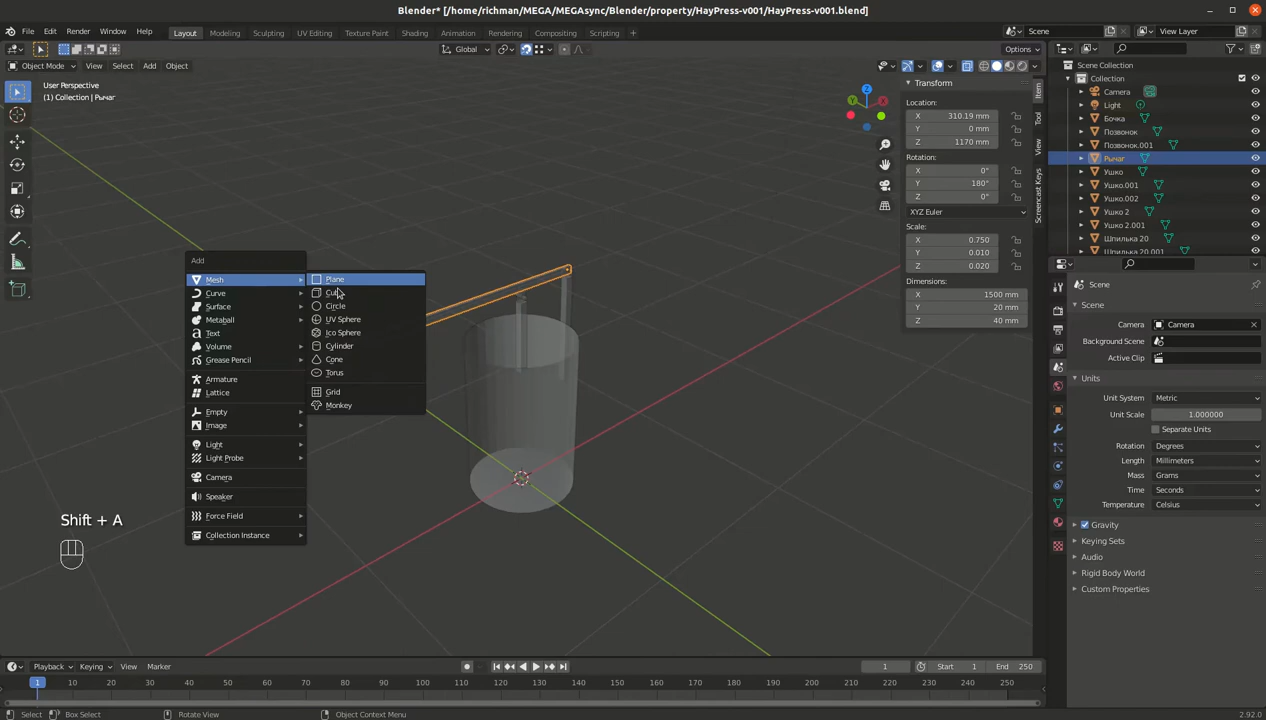 Blender* [/home/richman/MEGA/MEGAsync/Blender/property/HayPress-v001/HayPress-v001.blend]
File Edit Render Window Help
Layout Modeling Sculpting UV Editing Texture Paint Shading Animation Rendering Compositing Scripting
Scene View Layer
Global Options
Object Mode View Select Add Object
User Perspective
(1) Collection | Рычаг
Add
Mesh
Curve
Surface
Metaball
Text
Volume
Grease Pencil
Armature
Lattice
Empty
Image
Light
Light Probe
Camera
Speaker
Force Field
Collection Instance
Plane
Circle
UV Sphere
Ico Sphere
Cylinder
Cone
Torus
Grid
Monkey
Shift + A
Z
Y
X
Transform
Location:
X 310.19 mm
Y 0 mm
Z 1170 mm
Rotation:
X 0°
Y 180°
Z 0°
XYZ Euler
Scale:
X 0.750
Y 0.010
Z 0.020
Dimensions:
X 1500 mm
Y 20 mm
Z 40 mm
Item
Tool
View
Screencast Keys
Scene Collection
Collection
Camera
Light
Бочка
Позвонок
Позвонок.001
Рычаг
Ушко
Ушко.001
Ушко.002
Ушко 2
Ушко 2.001
Шпилька 20
Шпилька 20.001
Scene
Scene
Camera Camera
Background Scene
Active Clip
Units
Unit System Metric
Unit Scale 1.000000
Separate Units
Rotation Degrees
Length Millimeters
Mass Grams
Time Seconds
Temperature Celsius
Gravity
Keying Sets
Audio
Rigid Body World
Custom Properties
Playback Keying View Marker
1 Start 1 End 250
1 10 20 30 40 50 60 70 80 90 100 110 120 130 140 150 160 170 180 190 200 210 220 230 240 250
Select Box Select Rotate View Object Context Menu 2.92.0